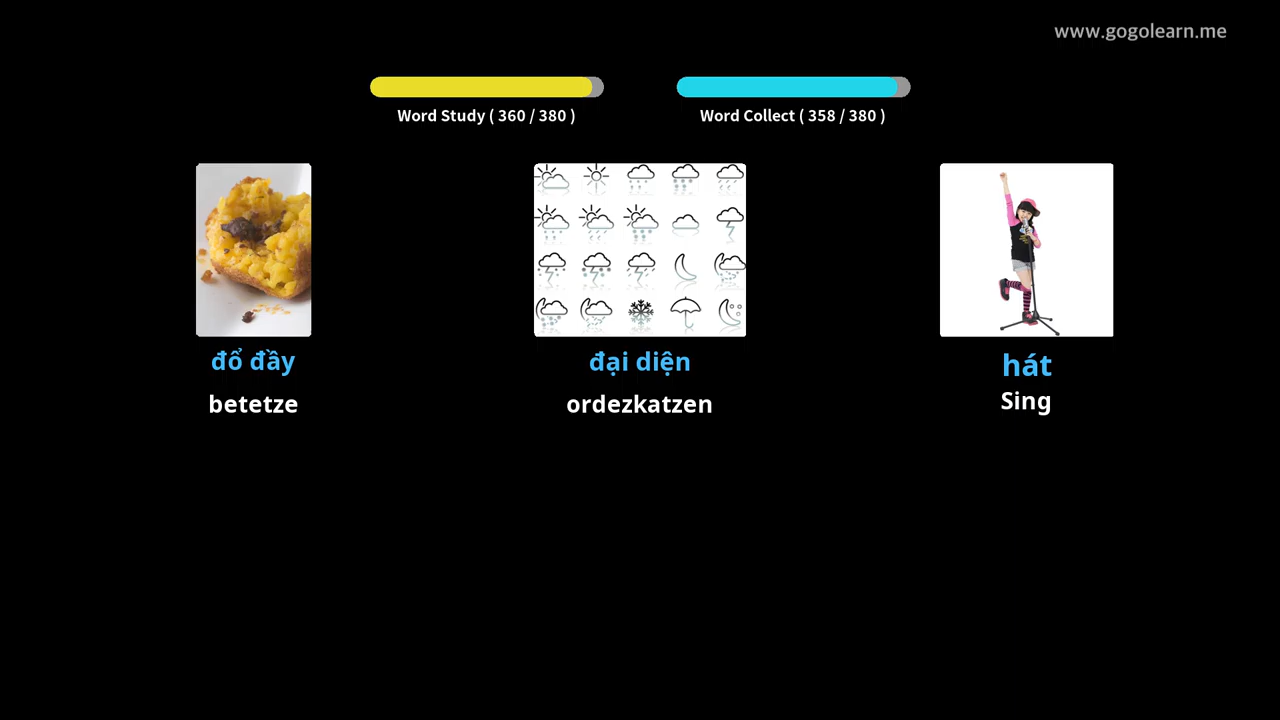 www.gogolearn.me
Word Study ( 360 / 380 )
Word Collect ( 358 / 380 )
đổ đầy
betetze
đại diện
ordezkatzen
hát
Sing